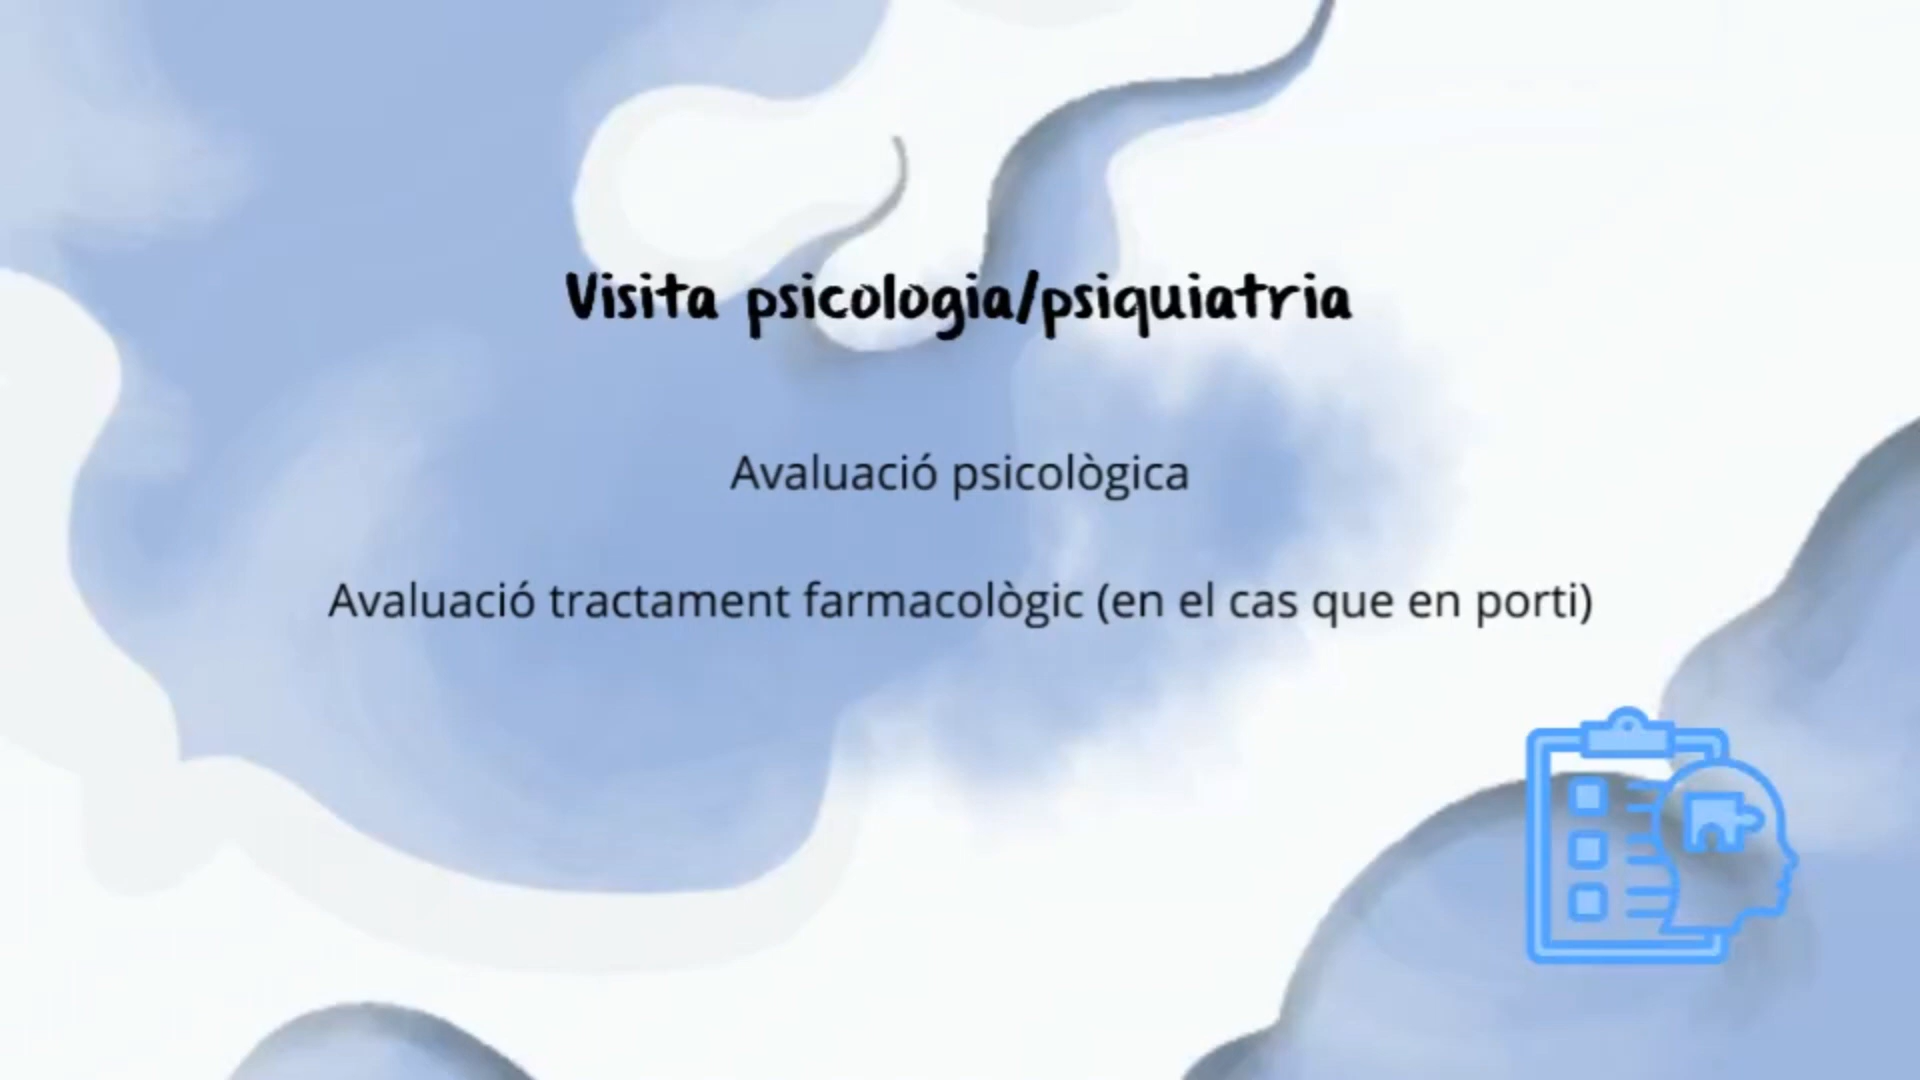 Visita psicologia/psiquiatria
Avaluació psicològica
Avaluació tractament farmacològic (en el cas que en porti)